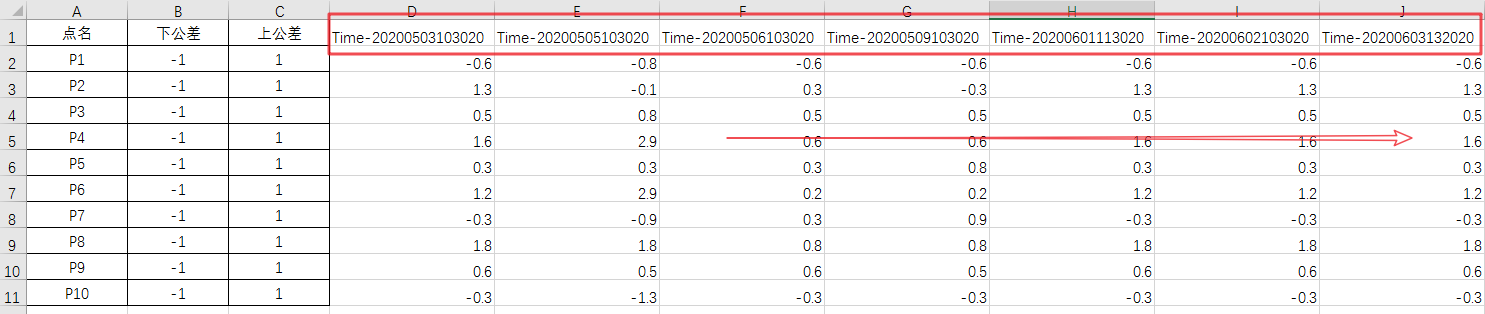 A B C D E F G H I J
1 点名 下公差 上公差 Time-20200503103020 Time-20200505103020 Time-20200506103020 Time-20200509103020 Time-20200601113020 Time-20200602103020 Time-20200603132020
2 P1 -1 1 -0.6 -0.8 -0.6 -0.6 -0.6 -0.6 -0.6
3 P2 -1 1 1.3 -0.1 0.3 -0.3 1.3 1.3 1.3
4 P3 -1 1 0.5 0.8 0.5 0.5 0.5 0.5 0.5
5 P4 -1 1 1.6 2.9 0.6 0.6 1.6 1.6 1.6
6 P5 -1 1 0.3 0.3 0.3 0.8 0.3 0.3 0.3
7 P6 -1 1 1.2 2.9 0.2 0.2 1.2 1.2 1.2
8 P7 -1 1 -0.3 -0.9 0.3 0.9 -0.3 -0.3 -0.3
9 P8 -1 1 1.8 1.8 0.8 0.8 1.8 1.8 1.8
10 P9 -1 1 0.6 0.5 0.6 0.5 0.6 0.6 0.6
11 P10 -1 1 -0.3 -1.3 -0.3 -0.3 -0.3 -0.3 -0.3